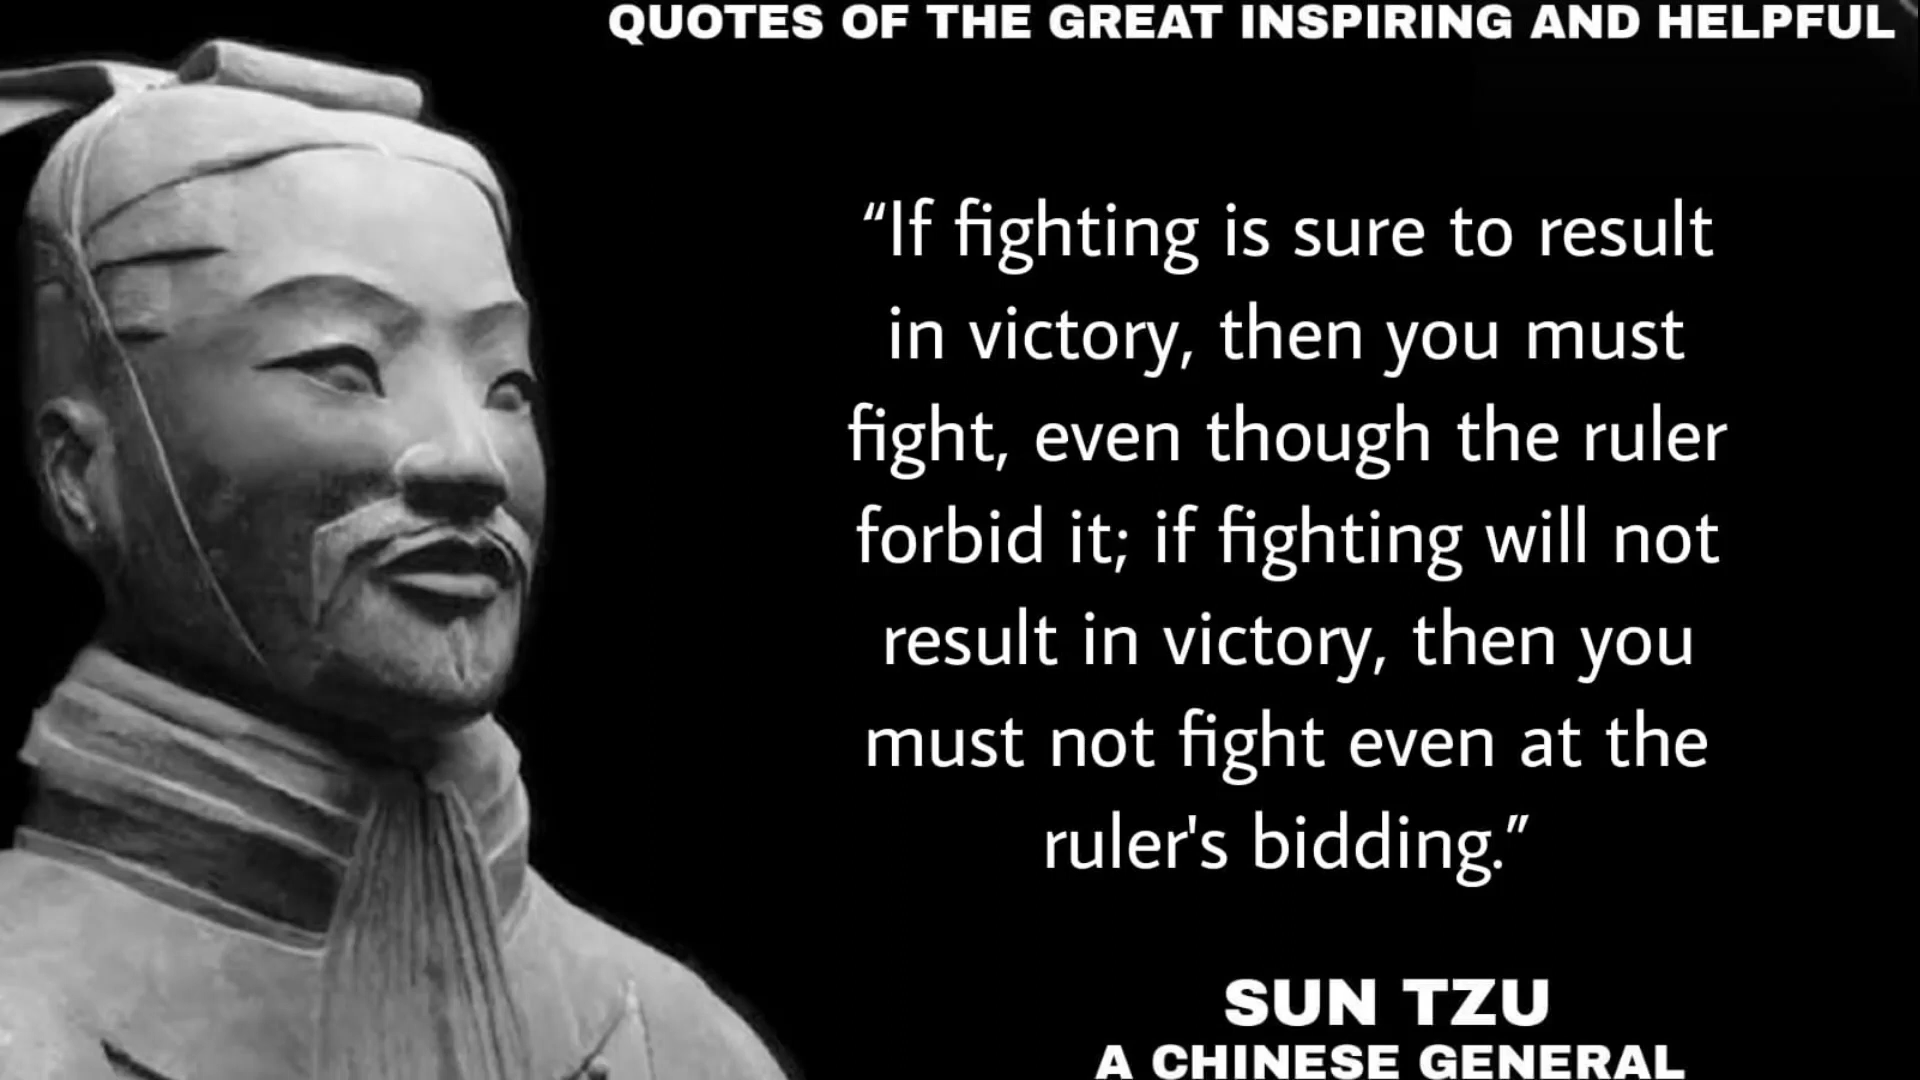 QUOTES OF THE GREAT INSPIRING AND HELPFUL
“If fighting is sure to result
in victory, then you must
fight, even though the ruler
forbid it; if fighting will not
result in victory, then you
must not fight even at the
ruler's bidding.”
SUN TZU
A CHINESE GENERAL